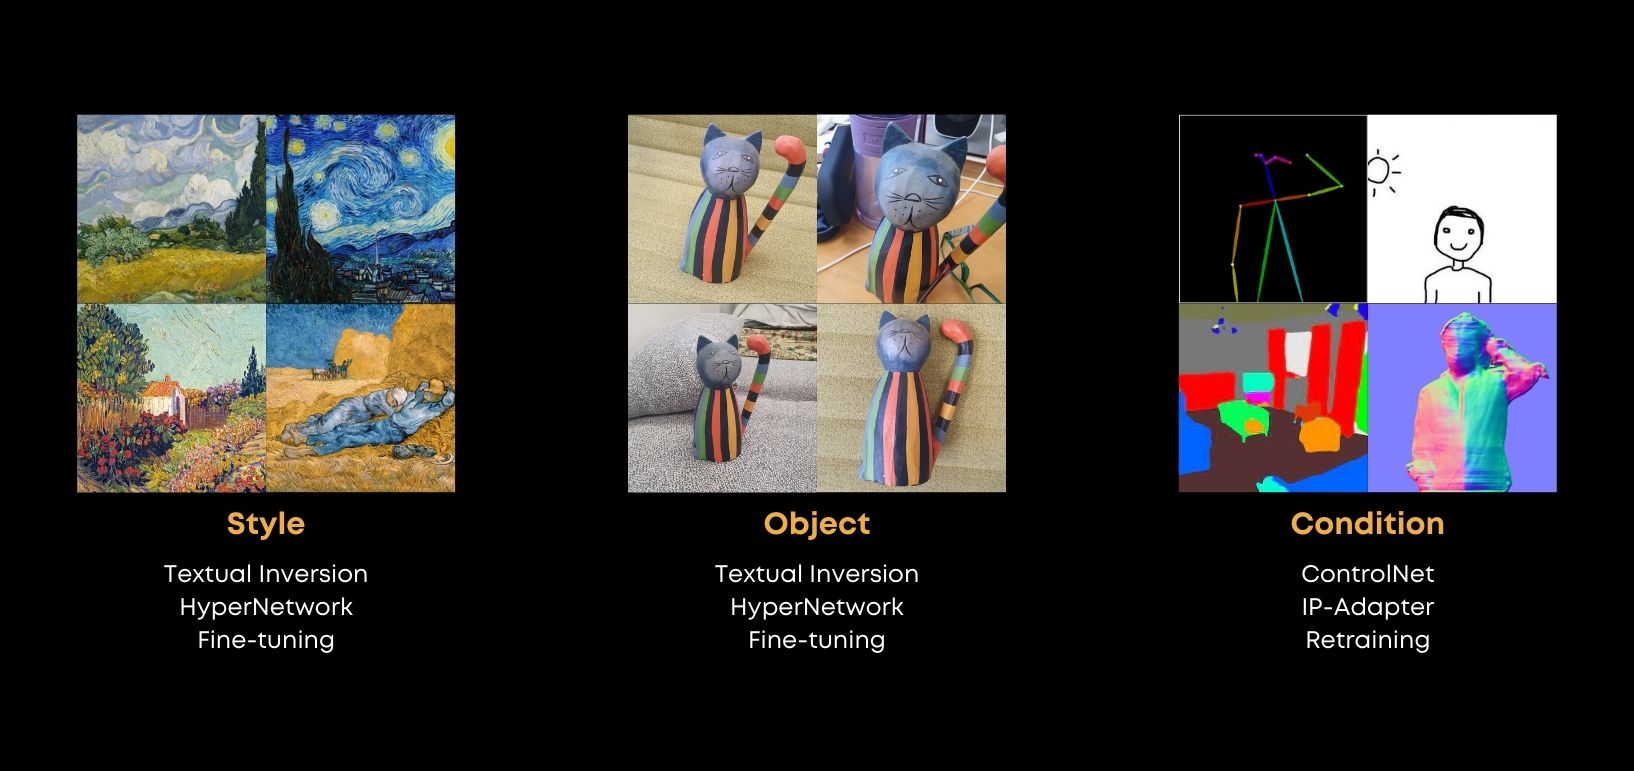 Style
Textual Inversion
HyperNetwork
Fine-tuning
Object
Textual Inversion
HyperNetwork
Fine-tuning
Condition
ControlNet
IP-Adapter
Retraining